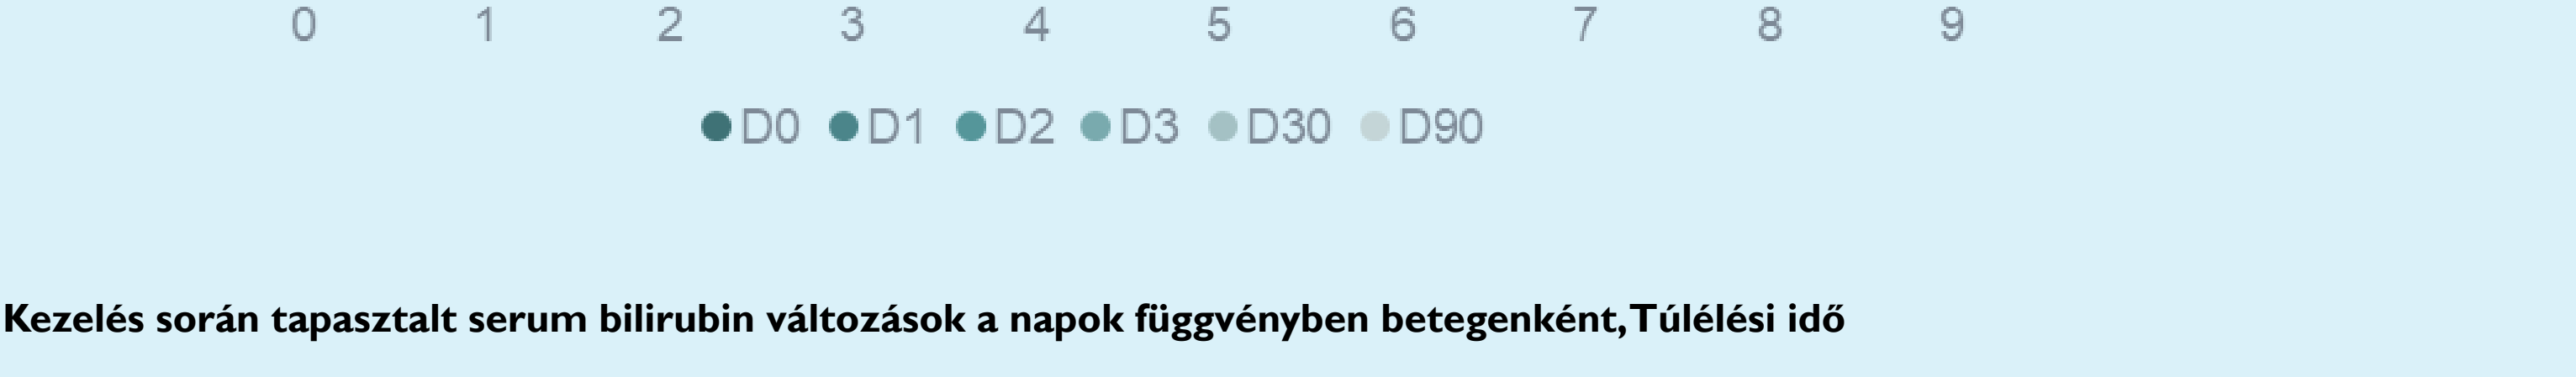 0 1 2 3 4 5 6 7 8 9
D0 D1 D2 D3 D30 D90
Kezelés során tapasztalt serum bilirubin változások a napok függvényben betegenként, Túlélési idő